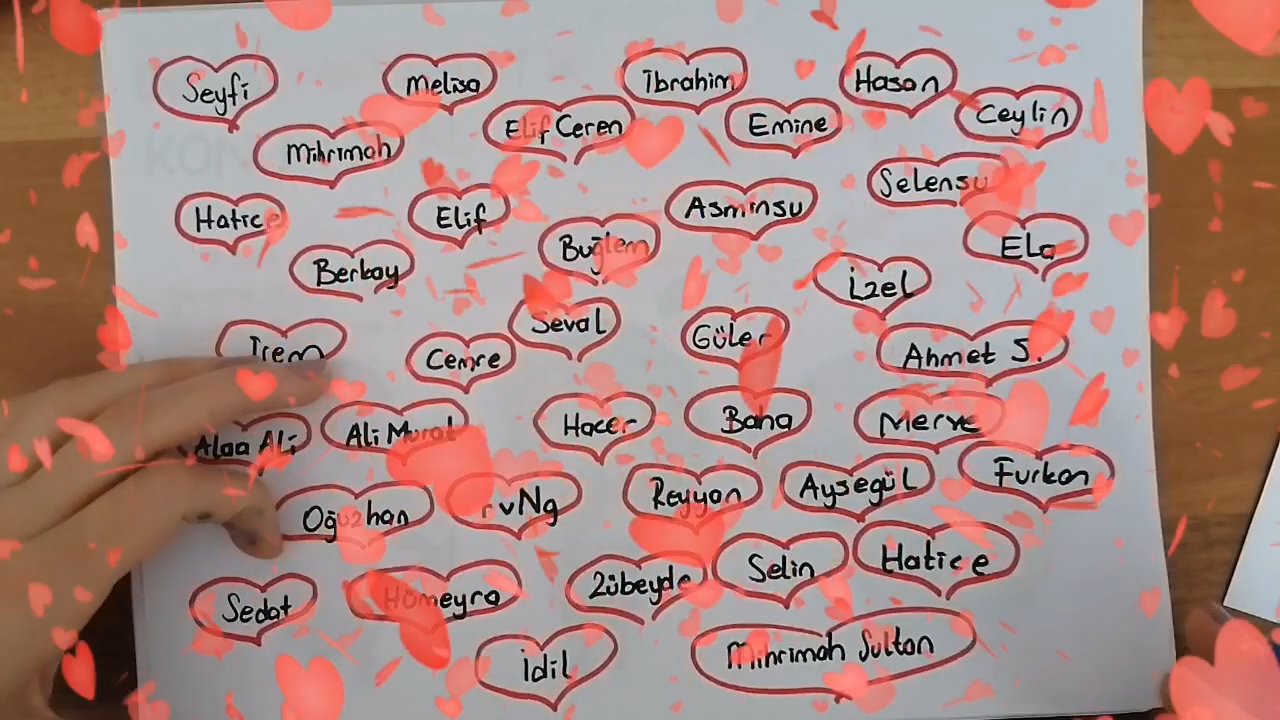 Seyfi
Melisa
İbrahim
Hasan
Mihrimah
Elif Ceren
Emine
Ceylin
Hatice
Elif
Asminsu
Selensu
Berkay
Buğlem
İzel
Ela
İrem
Cemre
Seval
Güler
Ahmet S.
Alaa Ali
Ali Murat
Hacer
Baha
Merve
Oğuzhan
Reyyan
Ayşegül
Furkan
Sedat
Zübeyde
Selin
Hatice
İdil
Mihrimah Sultan